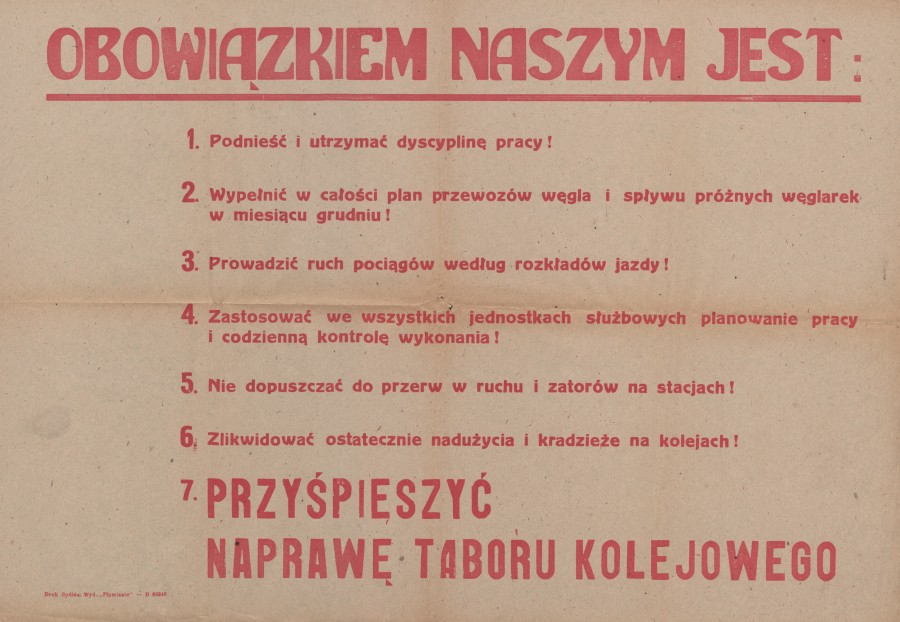 OBOWIĄZKIEM NASZYM JEST:
1. Podnieść i utrzymać dyscyplinę pracy!
2. Wypełnić w całości plan przewozów węgla i spływu próżnych węglarek
w miesiącu grudniu!
3. Prowadzić ruch pociągów według rozkładów jazdy!
4. Zastosować we wszystkich jednostkach służbowych planowanie pracy
i codzienną kontrolę wykonania!
5. Nie dopuszczać do przerw w ruchu i zatorów na stacjach!
6. Zlikwidować ostatecznie nadużycia i kradzieże na kolejach!
7. PRZYŚPIESZYĆ
NAPRAWĘ TABORU KOLEJOWEGO
Druk Spółdz. Wyd. — D